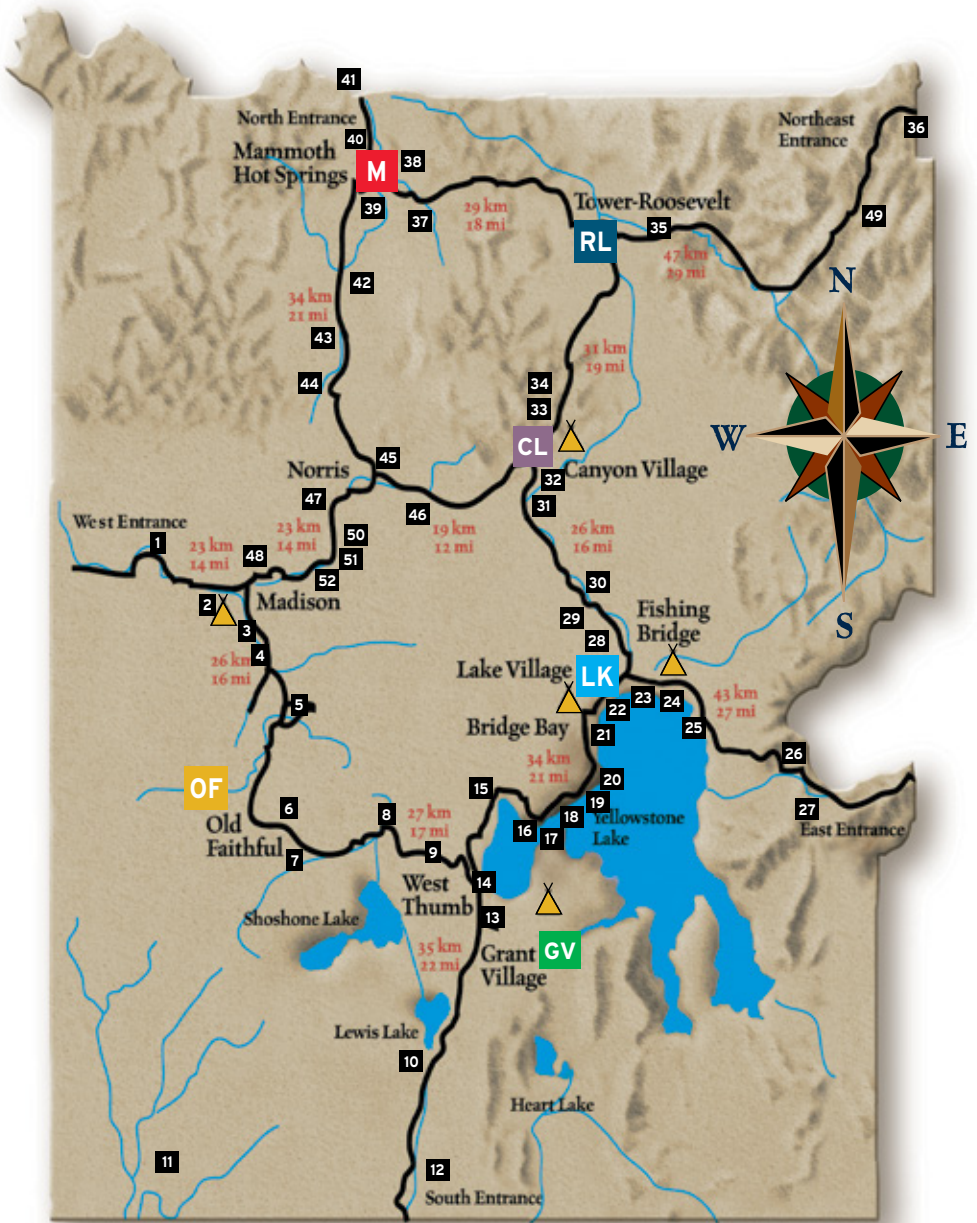 41
North Entrance
40
Mammoth
Hot Springs
M
38
39
37
29 km
18 mi
Northeast
Entrance
36
Tower-Roosevelt
RL
35
49
47 km
29 mi
N
42
34 km
21 mi
43
44
31 km
19 mi
34
33
CL
Canyon Village
W
E
S
45
Norris
47
46
32
31
19 km
12 mi
26 km
16 mi
West Entrance
1
23 km
14 mi
48
23 km
14 mi
50
51
52
2
Madison
3
4
26 km
16 mi
30
29
28
Fishing
Bridge
Lake Village
LK
23
24
22
25
43 km
27 mi
5
Bridge Bay
21
26
34 km
21 mi
20
27
East Entrance
OF
Old
Faithful
6
7
8
27 km
17 mi
9
15
16
17
18
19
Yellowstone
Lake
West
Thumb
14
13
Shoshone Lake
35 km
22 mi
Grant
Village
GV
Lewis Lake
10
Heart Lake
11
12
South Entrance